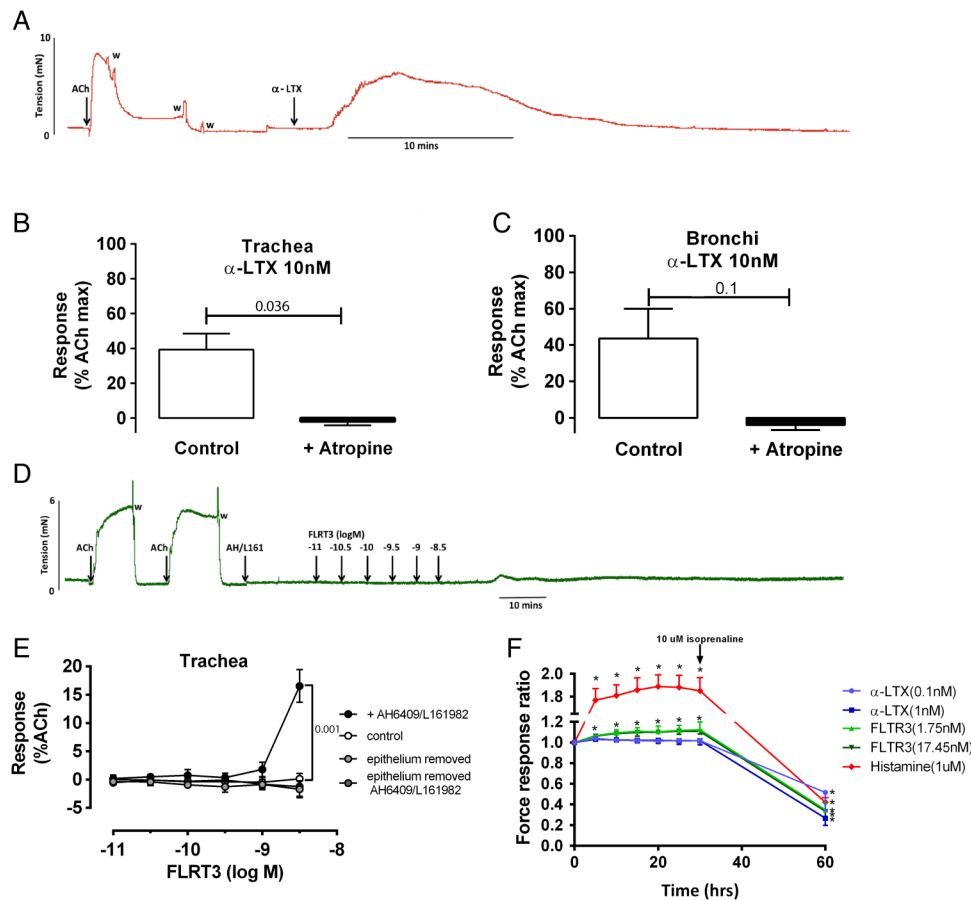 A
10
Tension (mN)
0
ACh
w
w
w
α- LTX
10 mins
B
Trachea
α-LTX 10nM
0.036
Response
(% ACh max)
100
80
60
40
20
0
Control
+ Atropine
C
Bronchi
α-LTX 10nM
0.1
Response
(% ACh max)
100
80
60
40
20
0
Control
+ Atropine
D
6
Tension (mN)
0
ACh
w
ACh
w
AH/L161
FLRT3 (logM)
-11 -10.5 -10 -9.5 -9 -8.5
10 mins
E
Trachea
Response
(%ACh)
20
15
10
5
0
-5
0.001
+ AH6409/L161982
control
epithelium removed
epithelium removed
AH6409/L161982
-11 -10 -9 -8
FLRT3 (log M)
F
10 uM isoprenaline
Force response ratio
2.0
1.8
1.6
1.4
1.2
1.0
0.8
0.6
0.4
0.2
0.0
* * * * * *
* * * * * *
*
*
*
*
*
α-LTX(0.1nM)
α-LTX(1nM)
FLTR3(1.75nM)
FLTR3(17.45nM)
Histamine(1uM)
0 20 40 60
Time (hrs)